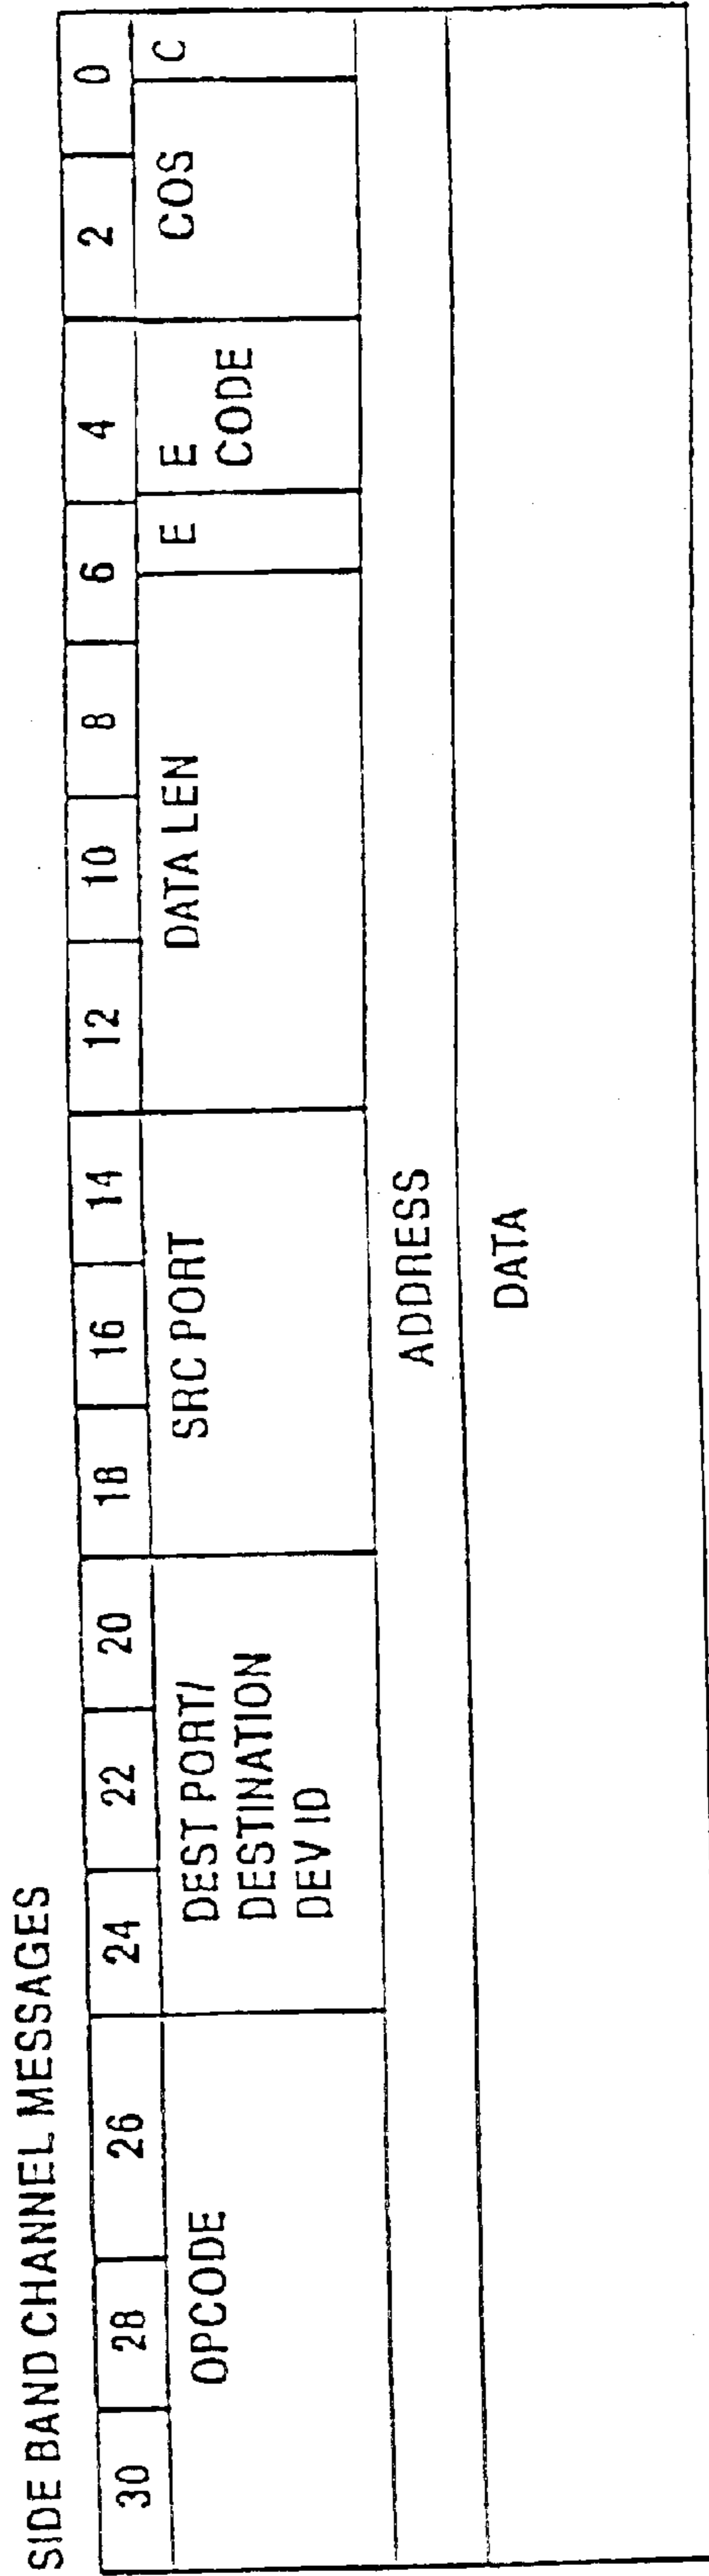 SIDE BAND CHANNEL MESSAGES
30 28 26 24 22 20 18 16 14 12 10 8 6 4 2 0
OPCODE
DEST PORT/
DESTINATION
DEV ID
SRC PORT
DATA LEN
E
E
CODE
COS
C
ADDRESS
DATA